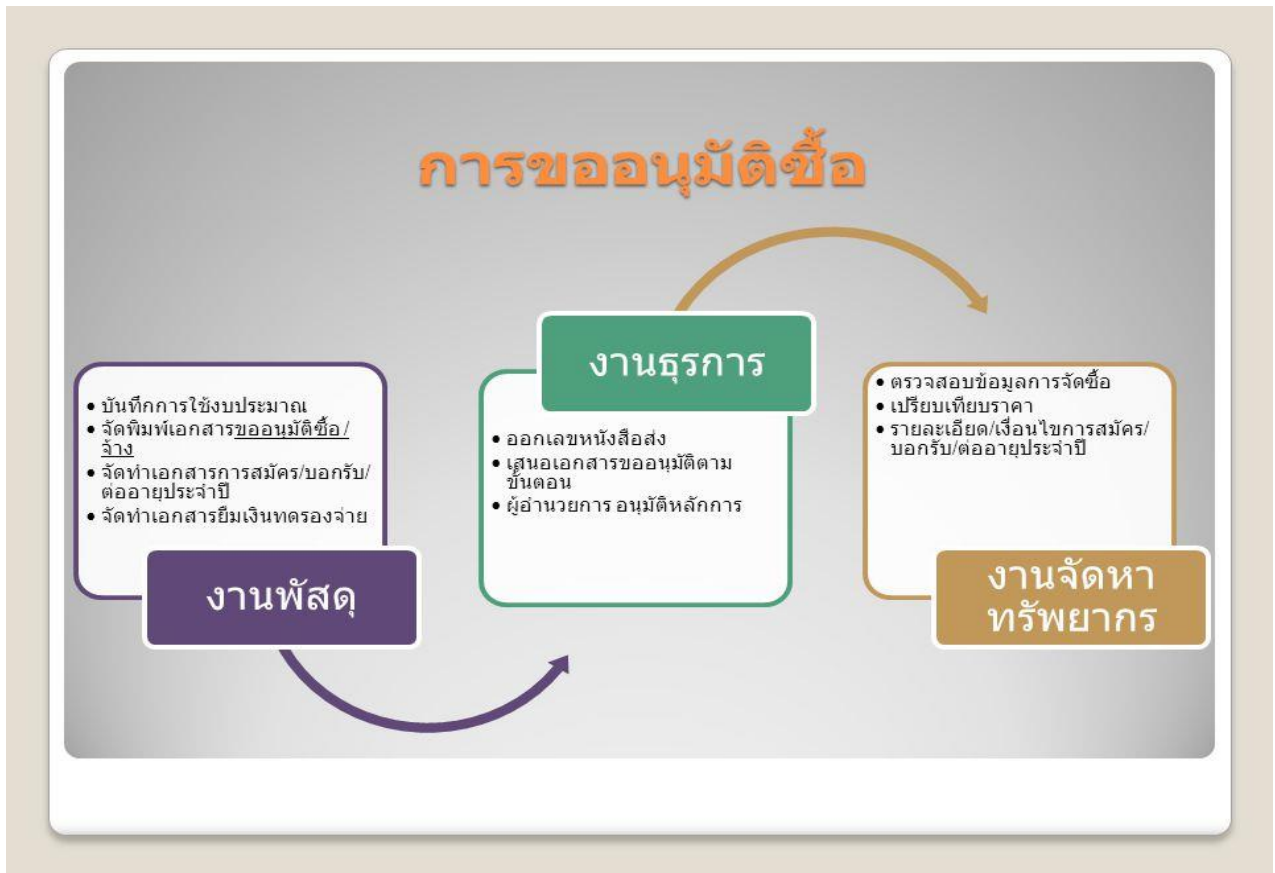 การขออนุมัติซื้อ
• บันทึกการใช้งบประมาณ
• จัดพิมพ์เอกสารขออนุมัติซื้อ/
จ้าง
• จัดทำเอกสารการสมัคร/บอกรับ/
ต่ออายุประจำปี
• จัดทำเอกสารยืมเงินทดรองจ่าย
งานพัสดุ
งานธุรการ
• ออกเลขหนังสือส่ง
• เสนอเอกสารขออนุมัติตาม
ขั้นตอน
• ผู้อำนวยการ อนุมัติหลักการ
• ตรวจสอบข้อมูลการจัดซื้อ
• เปรียบเทียบราคา
• รายละเอียด/เงื่อนไขการสมัคร/
บอกรับ/ต่ออายุประจำปี
งานจัดหา
ทรัพยากร